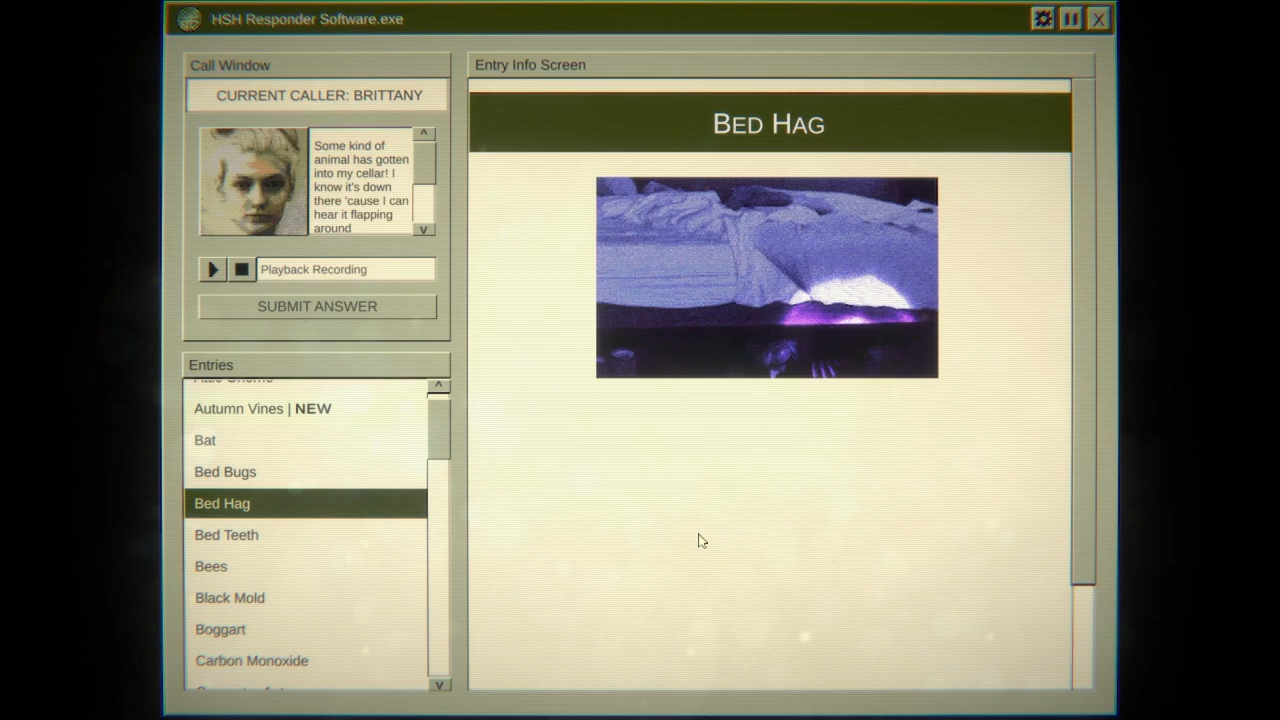 HSH Responder Software.exe
X
Call Window
CURRENT CALLER: BRITTANY
Some kind of
animal has gotten
into my cellar! I
know it's down
there 'cause I can
hear it flapping
around
Playback Recording
SUBMIT ANSWER
Entries
Autumn Vines | NEW
Bat
Bed Bugs
Bed Hag
Bed Teeth
Bees
Black Mold
Boggart
Carbon Monoxide
Entry Info Screen
BED HAG